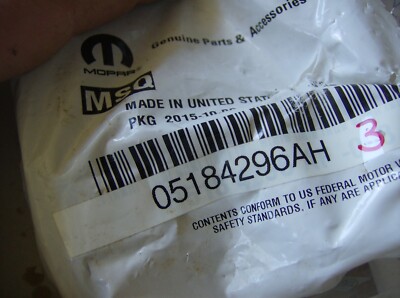 Genuine Parts & Accessories
MOPAR
MSQ
MADE IN UNITED STAT
PKG 2015-10
3
05184296AH
CONTENTS CONFORM TO US FEDERAL MOTOR V
SAFETY STANDARDS, IF ANY ARE APPLICA